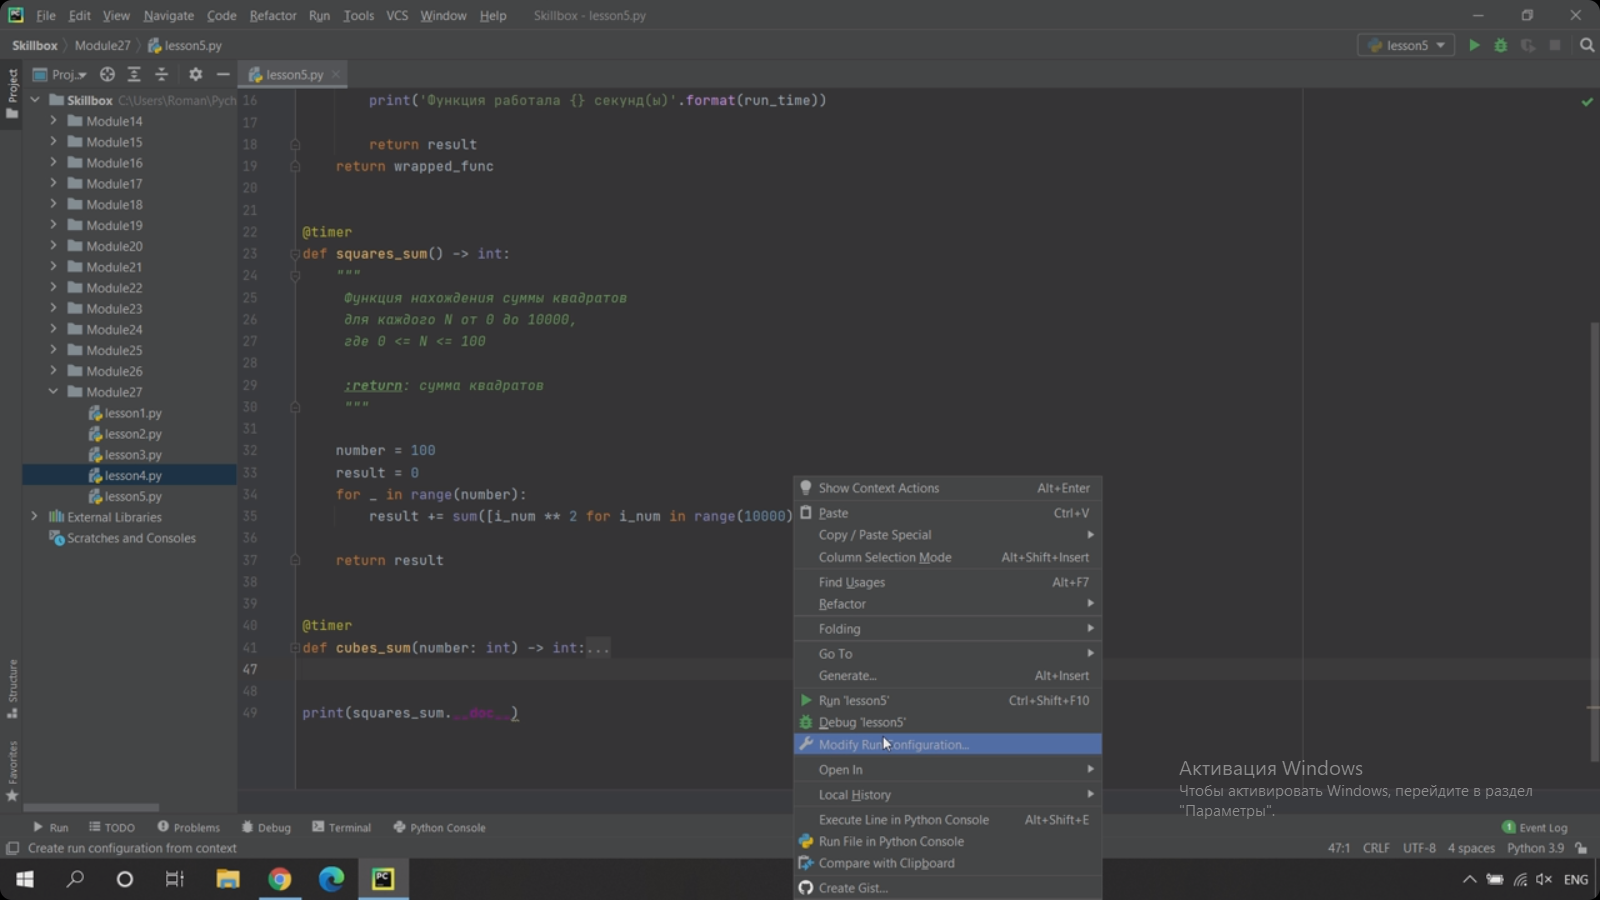 File Edit View Navigate Code Refactor Run Tools VCS Window Help Skillbox - lesson5.py
Skillbox Module27 lesson5.py lesson5
Project
Proj.. lesson5.py
Skillbox C:\Users\Roman\Pych
Module14
Module15
Module16
Module17
Module18
Module19
Module20
Module21
Module22
Module23
Module24
Module25
Module26
Module27
lesson1.py
lesson2.py
lesson3.py
lesson4.py
lesson5.py
External Libraries
Scratches and Consoles
Structure
Favorites
16 print('Функция работала {} секунд(ы)'.format(run_time))
17
18 return result
19 return wrapped_func
20
21
22 @timer
23 def squares_sum() -> int:
24 """
25 Функция нахождения суммы квадратов
26 для каждого N от 0 до 10000,
27 где 0 <= N <= 100
28
29 :return: сумма квадратов
30 """
31
32 number = 100
33 result = 0
34 for _ in range(number):
35 result += sum([i_num ** 2 for i_num in range(10000)
36
37 return result
38
39
40 @timer
41 def cubes_sum(number: int) -> int:...
47
48
49 print(squares_sum.__doc__)
Show Context Actions Alt+Enter
Paste Ctrl+V
Copy / Paste Special
Column Selection Mode Alt+Shift+Insert
Find Usages Alt+F7
Refactor
Folding
Go To
Generate... Alt+Insert
Run 'lesson5' Ctrl+Shift+F10
Debug 'lesson5'
Modify Run Configuration...
Open In
Local History
Execute Line in Python Console Alt+Shift+E
Run File in Python Console
Compare with Clipboard
Create Gist...
Активация Windows
Чтобы активировать Windows, перейдите в раздел
"Параметры".
Run TODO Problems Debug Terminal Python Console 1 Event Log
Create run configuration from context 47:1 CRLF UTF-8 4 spaces Python 3.9
PC ENG